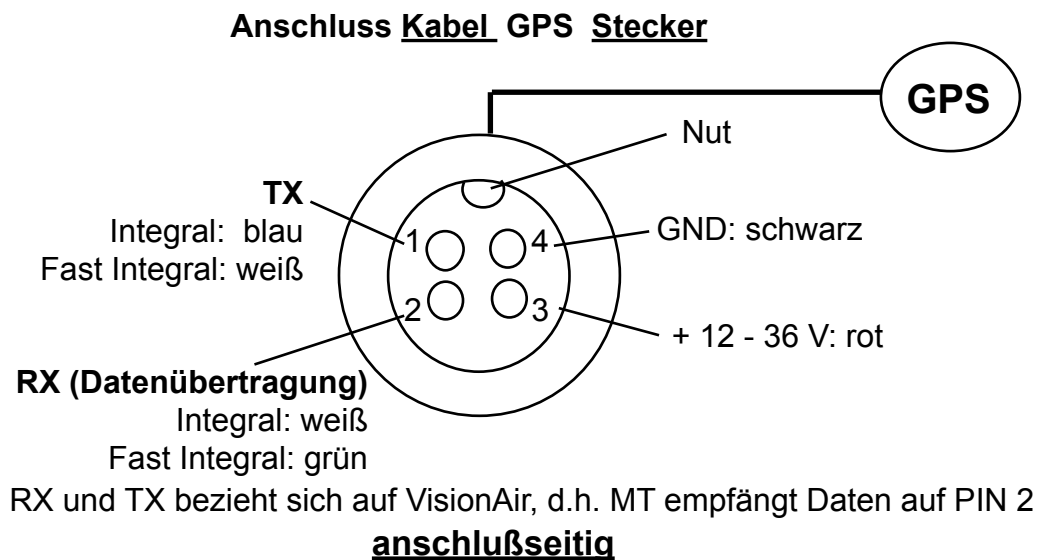 Anschluss Kabel GPS Stecker
GPS
Nut
TX
Integral: blau
Fast Integral: weiß
1
4
GND: schwarz
2
3
+ 12 - 36 V: rot
RX (Datenübertragung)
Integral: weiß
Fast Integral: grün
RX und TX bezieht sich auf VisionAir, d.h. MT empfängt Daten auf PIN 2
anschlußseitig